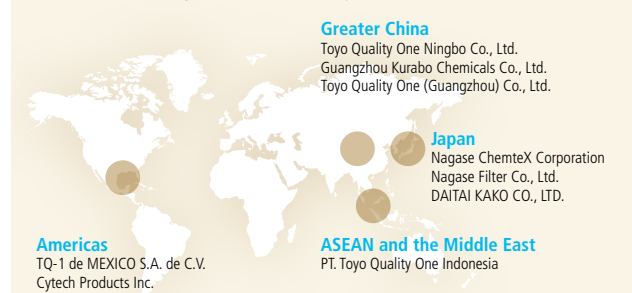 Greater China
Toyo Quality One Ningbo Co., Ltd.
Guangzhou Kurabo Chemicals Co., Ltd.
Toyo Quality One (Guangzhou) Co., Ltd.
Japan
Nagase ChemteX Corporation
Nagase Filter Co., Ltd.
DAITAI KAKO CO., LTD.
Americas
TQ-1 de MEXICO S.A. de C.V.
Cytech Products Inc.
ASEAN and the Middle East
PT. Toyo Quality One Indonesia